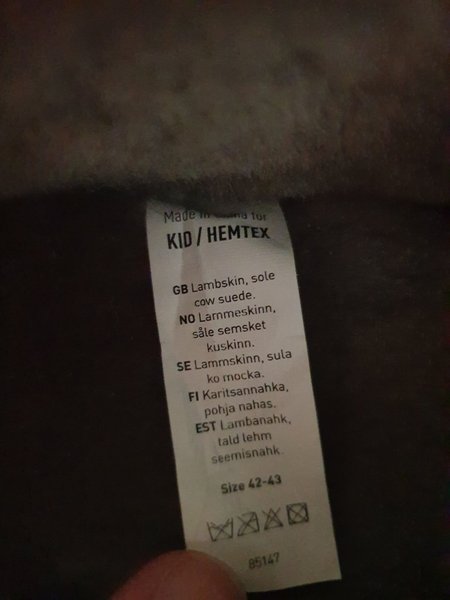 Made in China for
KID / HEMTEX
GB Lambskin, sole
cow suede.
NO Lammeskinn,
såle semsket
kuskinn.
SE Lammskinn, sula
ko mocka.
FI Karitsannahka,
pohja nahas.
EST Lambanahk,
tald lehm
seemisnahk.
Size 42-43
85147